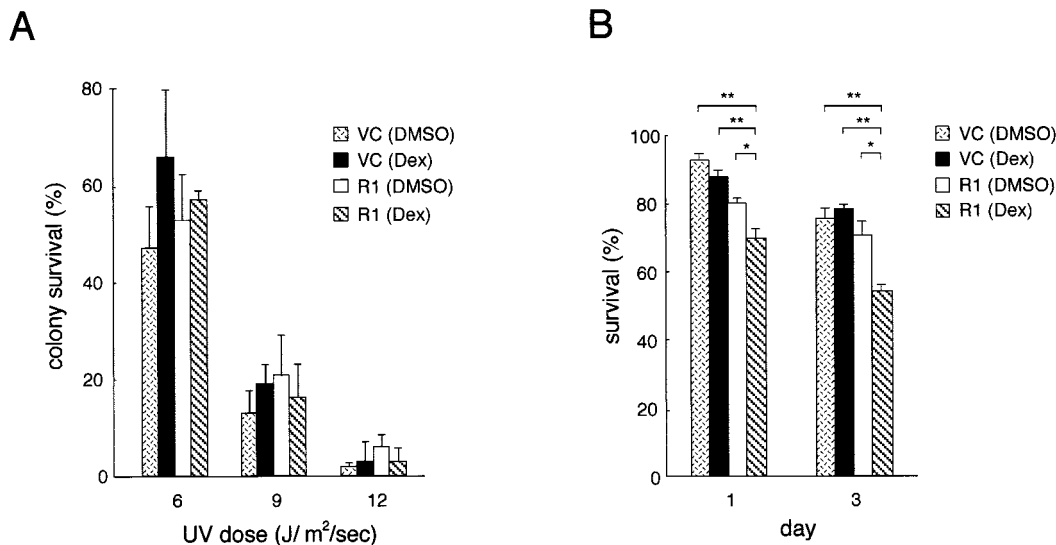 A
colony survival (%)
80
60
40
20
0
6
9
12
UV dose (J/ m²/sec)
VC (DMSO)
VC (Dex)
R1 (DMSO)
R1 (Dex)
B
survival (%)
100
80
60
40
20
0
**
**
*
**
**
*
1
3
day
VC (DMSO)
VC (Dex)
R1 (DMSO)
R1 (Dex)